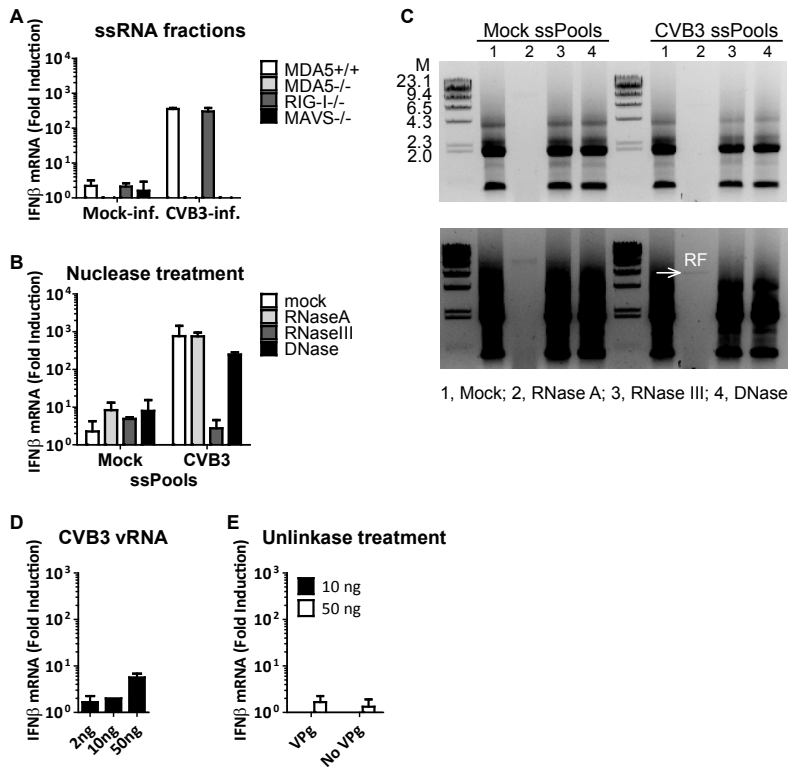 A
ssRNA fractions
IFNβ mRNA (Fold Induction)
10⁴
10³
10²
10¹
10⁰
Mock-inf. CVB3-inf.
MDA5+/+
MDA5-/-
RIG-I-/-
MAVS-/-
B
Nuclease treatment
IFNβ mRNA (Fold Induction)
10⁴
10³
10²
10¹
10⁰
Mock CVB3
ssPools
mock
RNaseA
RNaseIII
DNase
C
Mock ssPools CVB3 ssPools
1 2 3 4 1 2 3 4
M
23.1
9.4
6.5
4.3
2.3
2.0
RF
1, Mock; 2, RNase A; 3, RNase III; 4, DNase
D
CVB3 vRNA
IFNβ mRNA (Fold Induction)
10³
10²
10¹
10⁰
2ng 10ng 50ng
E
Unlinkase treatment
IFNβ mRNA (Fold Induction)
10³
10²
10¹
10⁰
10 ng
50 ng
VPg No VPg